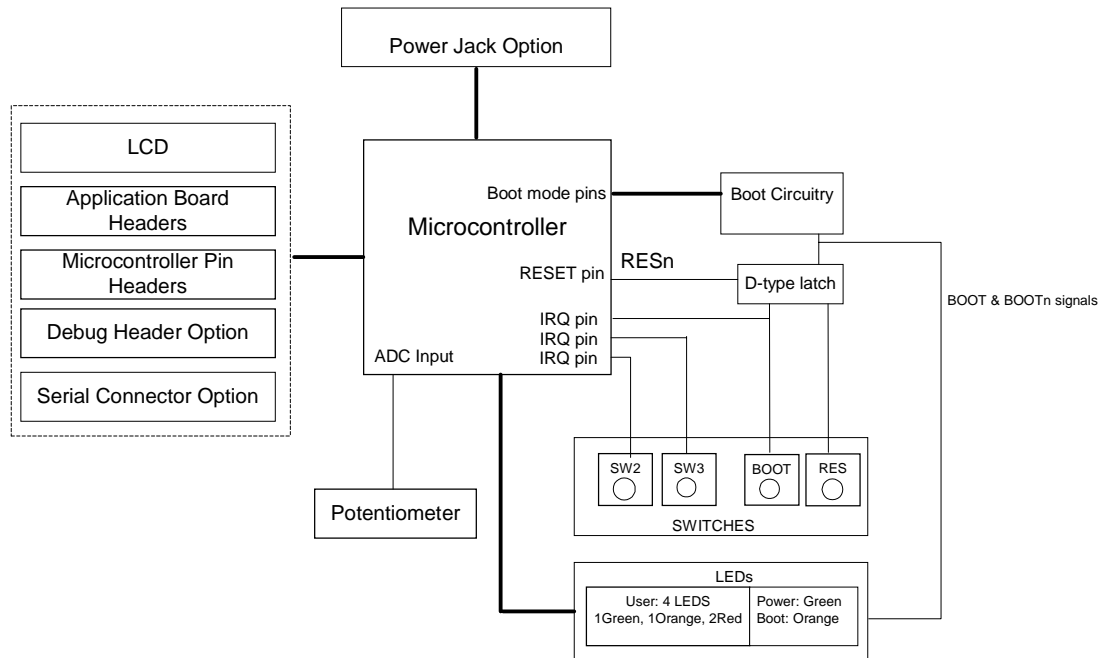 Power Jack Option
LCD
Application Board
Headers
Microcontroller Pin
Headers
Debug Header Option
Serial Connector Option
Microcontroller
Boot mode pins
RESET pin
IRQ pin
IRQ pin
IRQ pin
ADC Input
RESn
Boot Circuitry
D-type latch
BOOT & BOOTn signals
Potentiometer
SW2
SW3
BOOT
RES
SWITCHES
LEDs
User: 4 LEDS
1Green, 1Orange, 2Red
Power: Green
Boot: Orange